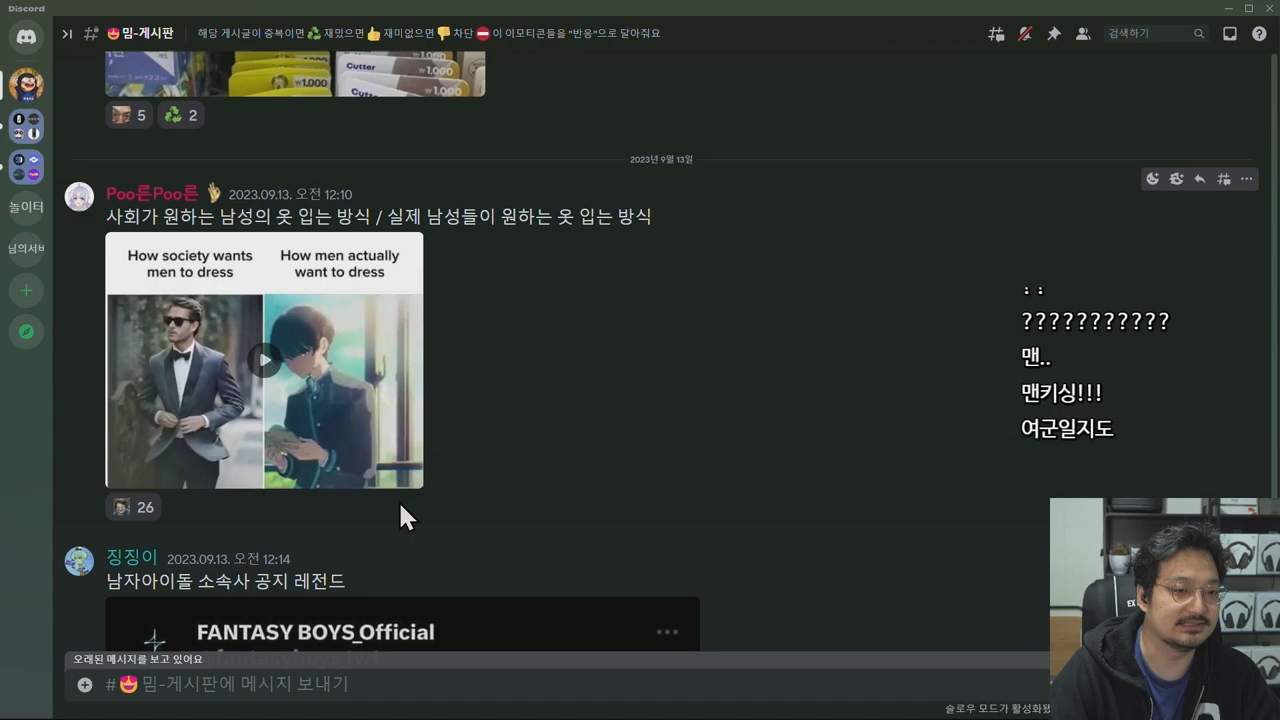 Discord
😍밈-게시판
해당 게시글이 중복이면 ♻ 재밌으면 👍 재미없으면 👎 차단 ⛔ 이 이모티콘들을 "반응"으로 달아줘요
검색하기
₩1,000
Cutter
₩1,000
₩1,000
5
2
2023년 9월 13일
Poo른Poo른
2023.09.13. 오전 12:10
사회가 원하는 남성의 옷 입는 방식 / 실제 남성들이 원하는 옷 입는 방식
놀이터
님의서버
How society wants
men to dress
How men actually
want to dress
26
: :
???????????
맨..
맨키싱!!!
여군일지도
징징이
2023.09.13. 오전 12:14
남자아이돌 소속사 공지 레전드
FANTASY BOYS_Official
오래된 메시지를 보고 있어요
#😍밈-게시판에 메시지 보내기
슬로우 모드가 활성화됐
EX